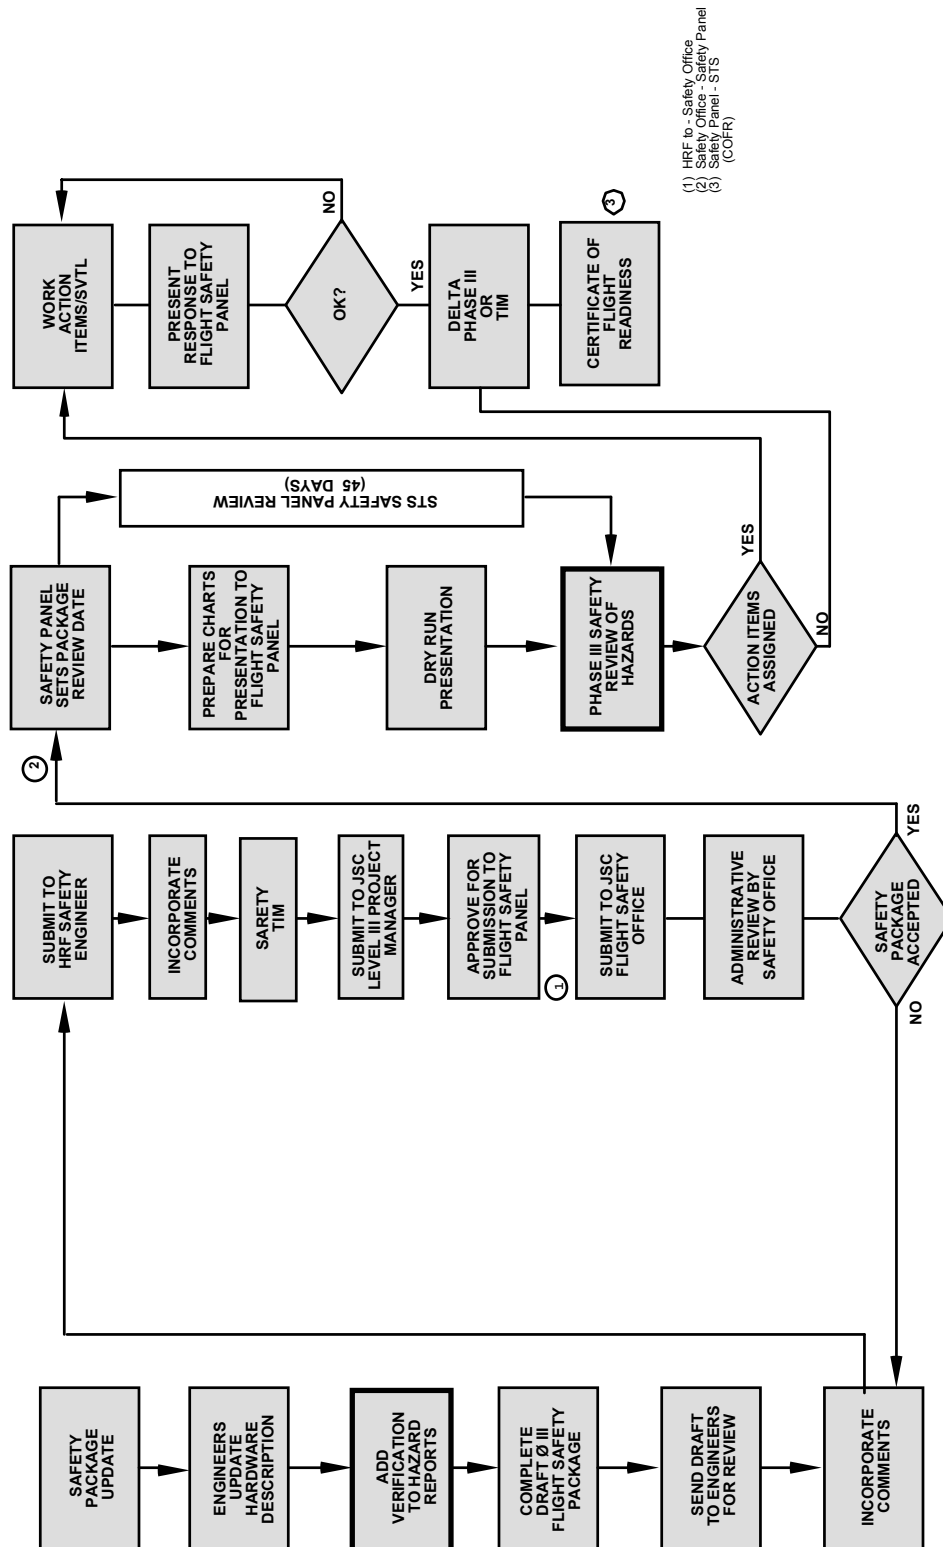 SAFETY
PACKAGE
UPDATE
ENGINEERS
UPDATE
HARDWARE
DESCRIPTION
ADD
VERIFICATION
TO HAZARD
REPORTS
COMPLETE
DRAFT Ø III
FLIGHT SAFETY
PACKAGE
SEND DRAFT
TO ENGINEERS
FOR REVIEW
INCORPORATE
COMMENTS
SUBMIT TO
HRF SAFETY
ENGINEER
INCORPORATE
COMMENTS
SARETY
TIM
SUBMIT TO JSC
LEVEL III PROJECT
MANAGER
APPROVE FOR
SUBMISSION TO
FLIGHT SAFETY
PANEL
1
SUBMIT TO JSC
FLIGHT SAFETY
OFFICE
ADMINISTRATIVE
REVIEW BY
SAFETY OFFICE
SAFETY
PACKAGE
ACCEPTED
NO
YES
2
SAFETY PANEL
SETS PACKAGE
REVIEW DATE
PREPARE CHARTS
FOR
PRESENTATION TO
FLIGHT SAFETY
PANEL
DRY RUN
PRESENTATION
STS SAFETY PANEL REVIEW
(45 DAYS)
PHASE III SAFETY
REVIEW OF
HAZARDS
ACTION ITEMS
ASSIGNED
YES
NO
WORK
ACTION
ITEMS/SVTL
PRESENT
RESPONSE TO
FLIGHT SAFETY
PANEL
OK?
NO
YES
DELTA
PHASE III
OR
TIM
CERTIFICATE OF
FLIGHT
READINESS
3
(1) HRF to - Safety Office
(2) Safety Office - Safety Panel
(3) Safety Panel - STS
(COFR)